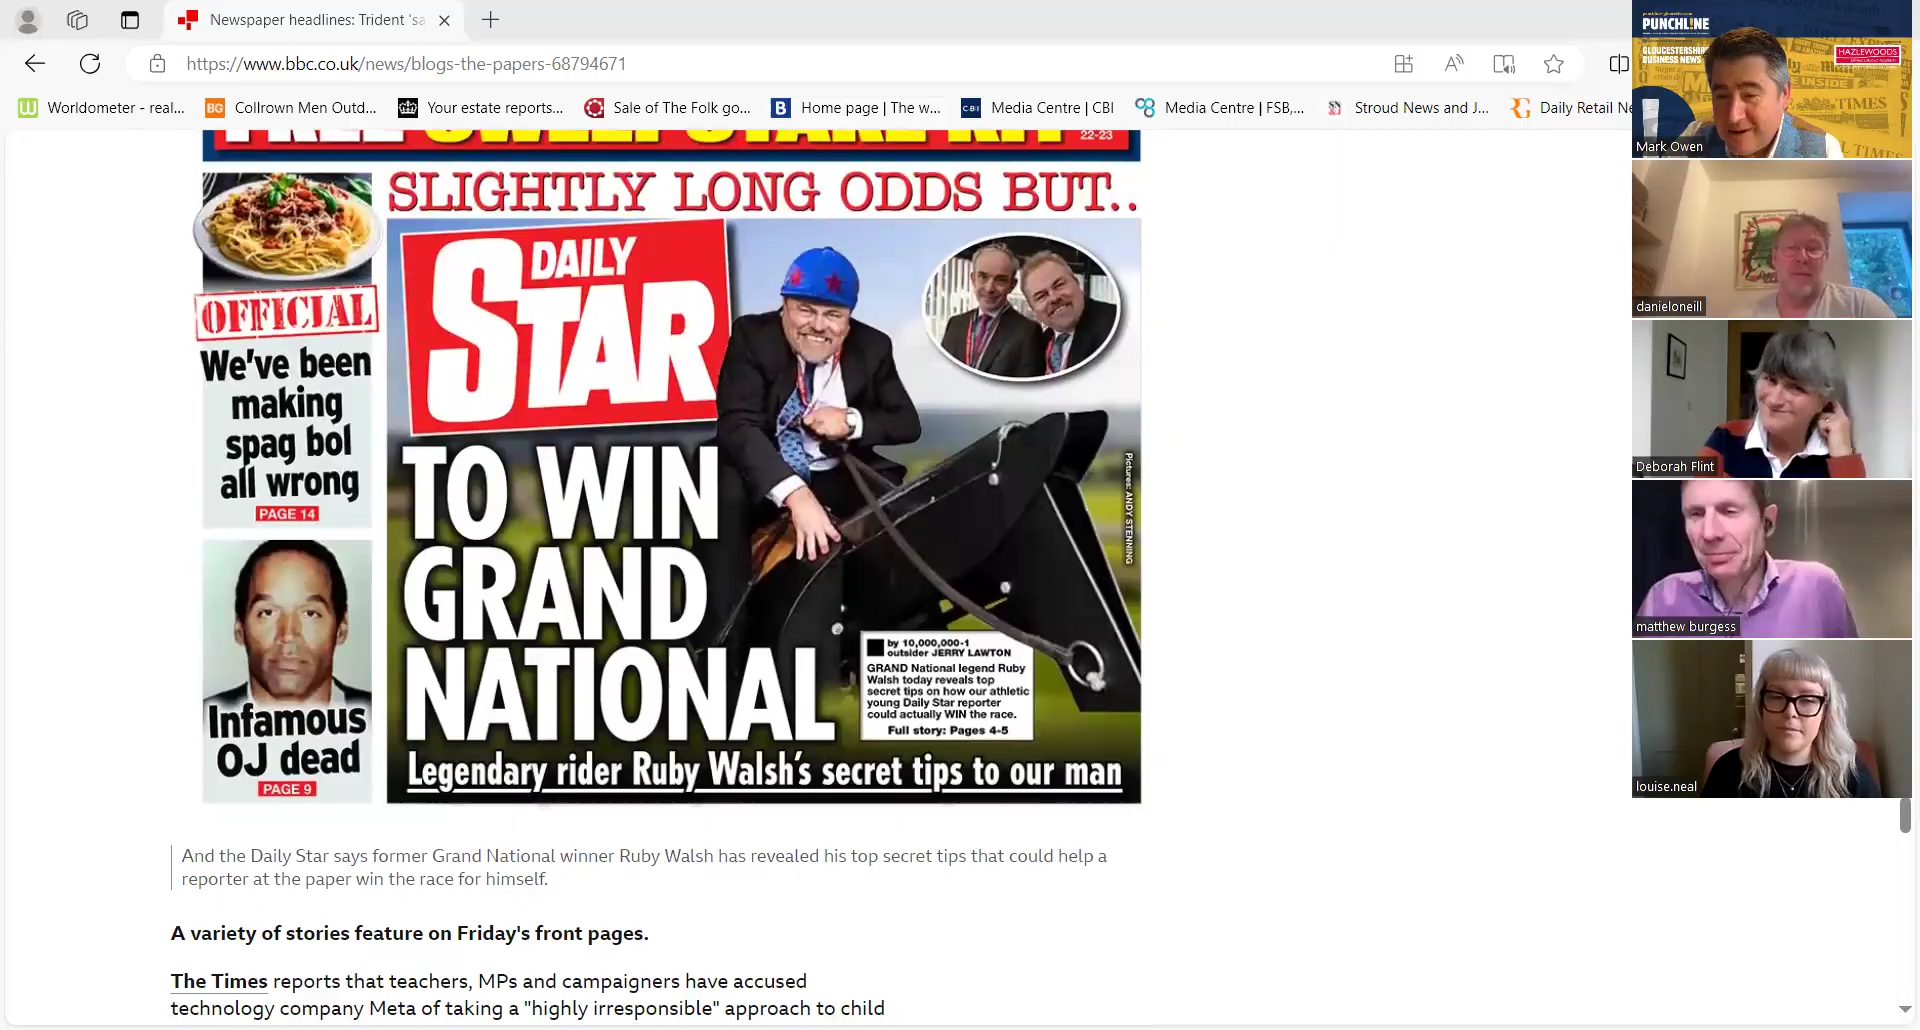 Newspaper headlines: Trident 'sa
https://www.bbc.co.uk/news/blogs-the-papers-68794671
Worldometer - real...
BG
Collrown Men Outd...
Your estate reports...
Sale of The Folk go...
B
Home page | The w...
CBI
Media Centre | CBI
Media Centre | FSB,...
Stroud News and J...
Daily Retail Ne
22-23
SLIGHTLY LONG ODDS BUT..
OFFICIAL
We've been
making
spag bol
all wrong
PAGE 14
Infamous
OJ dead
PAGE 9
DAILY
STAR
TO WIN
GRAND
NATIONAL
Pictures: ANDY STENNING
by 10,000,000-1
outsider JERRY LAWTON
GRAND National legend Ruby
Walsh today reveals top
secret tips on how our athletic
young Daily Star reporter
could actually WIN the race.
Full story: Pages 4-5
Legendary rider Ruby Walsh's secret tips to our man
And the Daily Star says former Grand National winner Ruby Walsh has revealed his top secret tips that could help a
reporter at the paper win the race for himself.
A variety of stories feature on Friday's front pages.
The Times reports that teachers, MPs and campaigners have accused
technology company Meta of taking a "highly irresponsible" approach to child
PUNCHLINE
GLOUCESTERSHIRE
BUSINESS NEWS
HAZLEWOODS
TIMES
Mark Owen
danieloneill
Deborah Flint
matthew burgess
louise.neal